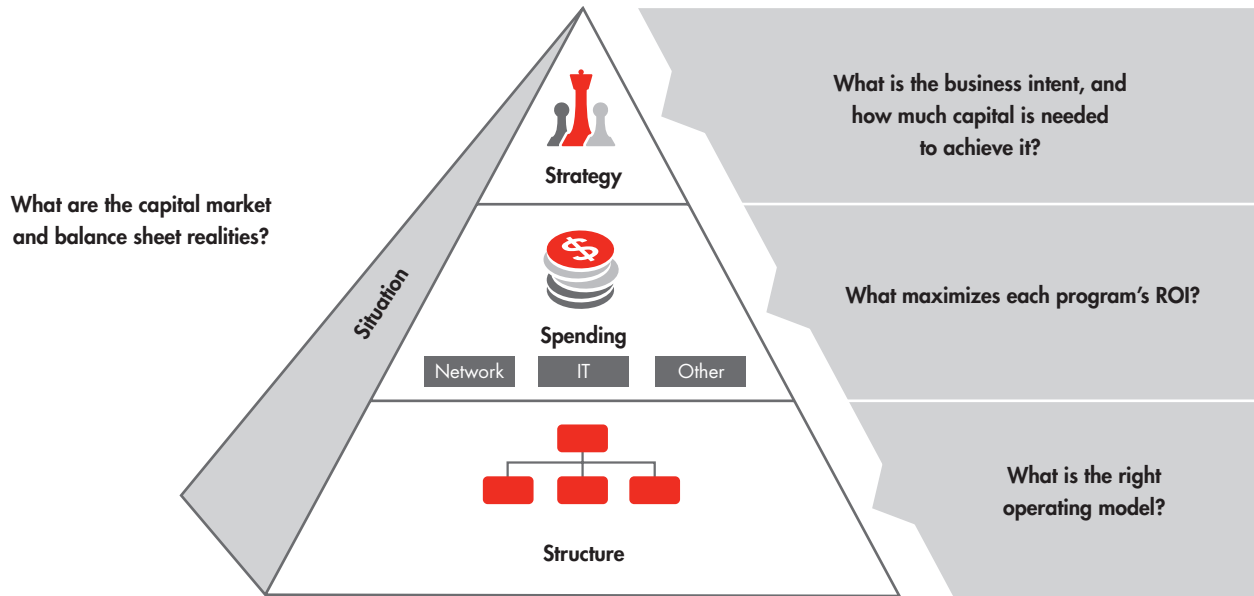 What are the capital market
and balance sheet realities?
Situation
Strategy
What is the business intent, and
how much capital is needed
to achieve it?
$
Spending
Network
IT
Other
What maximizes each program’s ROI?
Structure
What is the right
operating model?